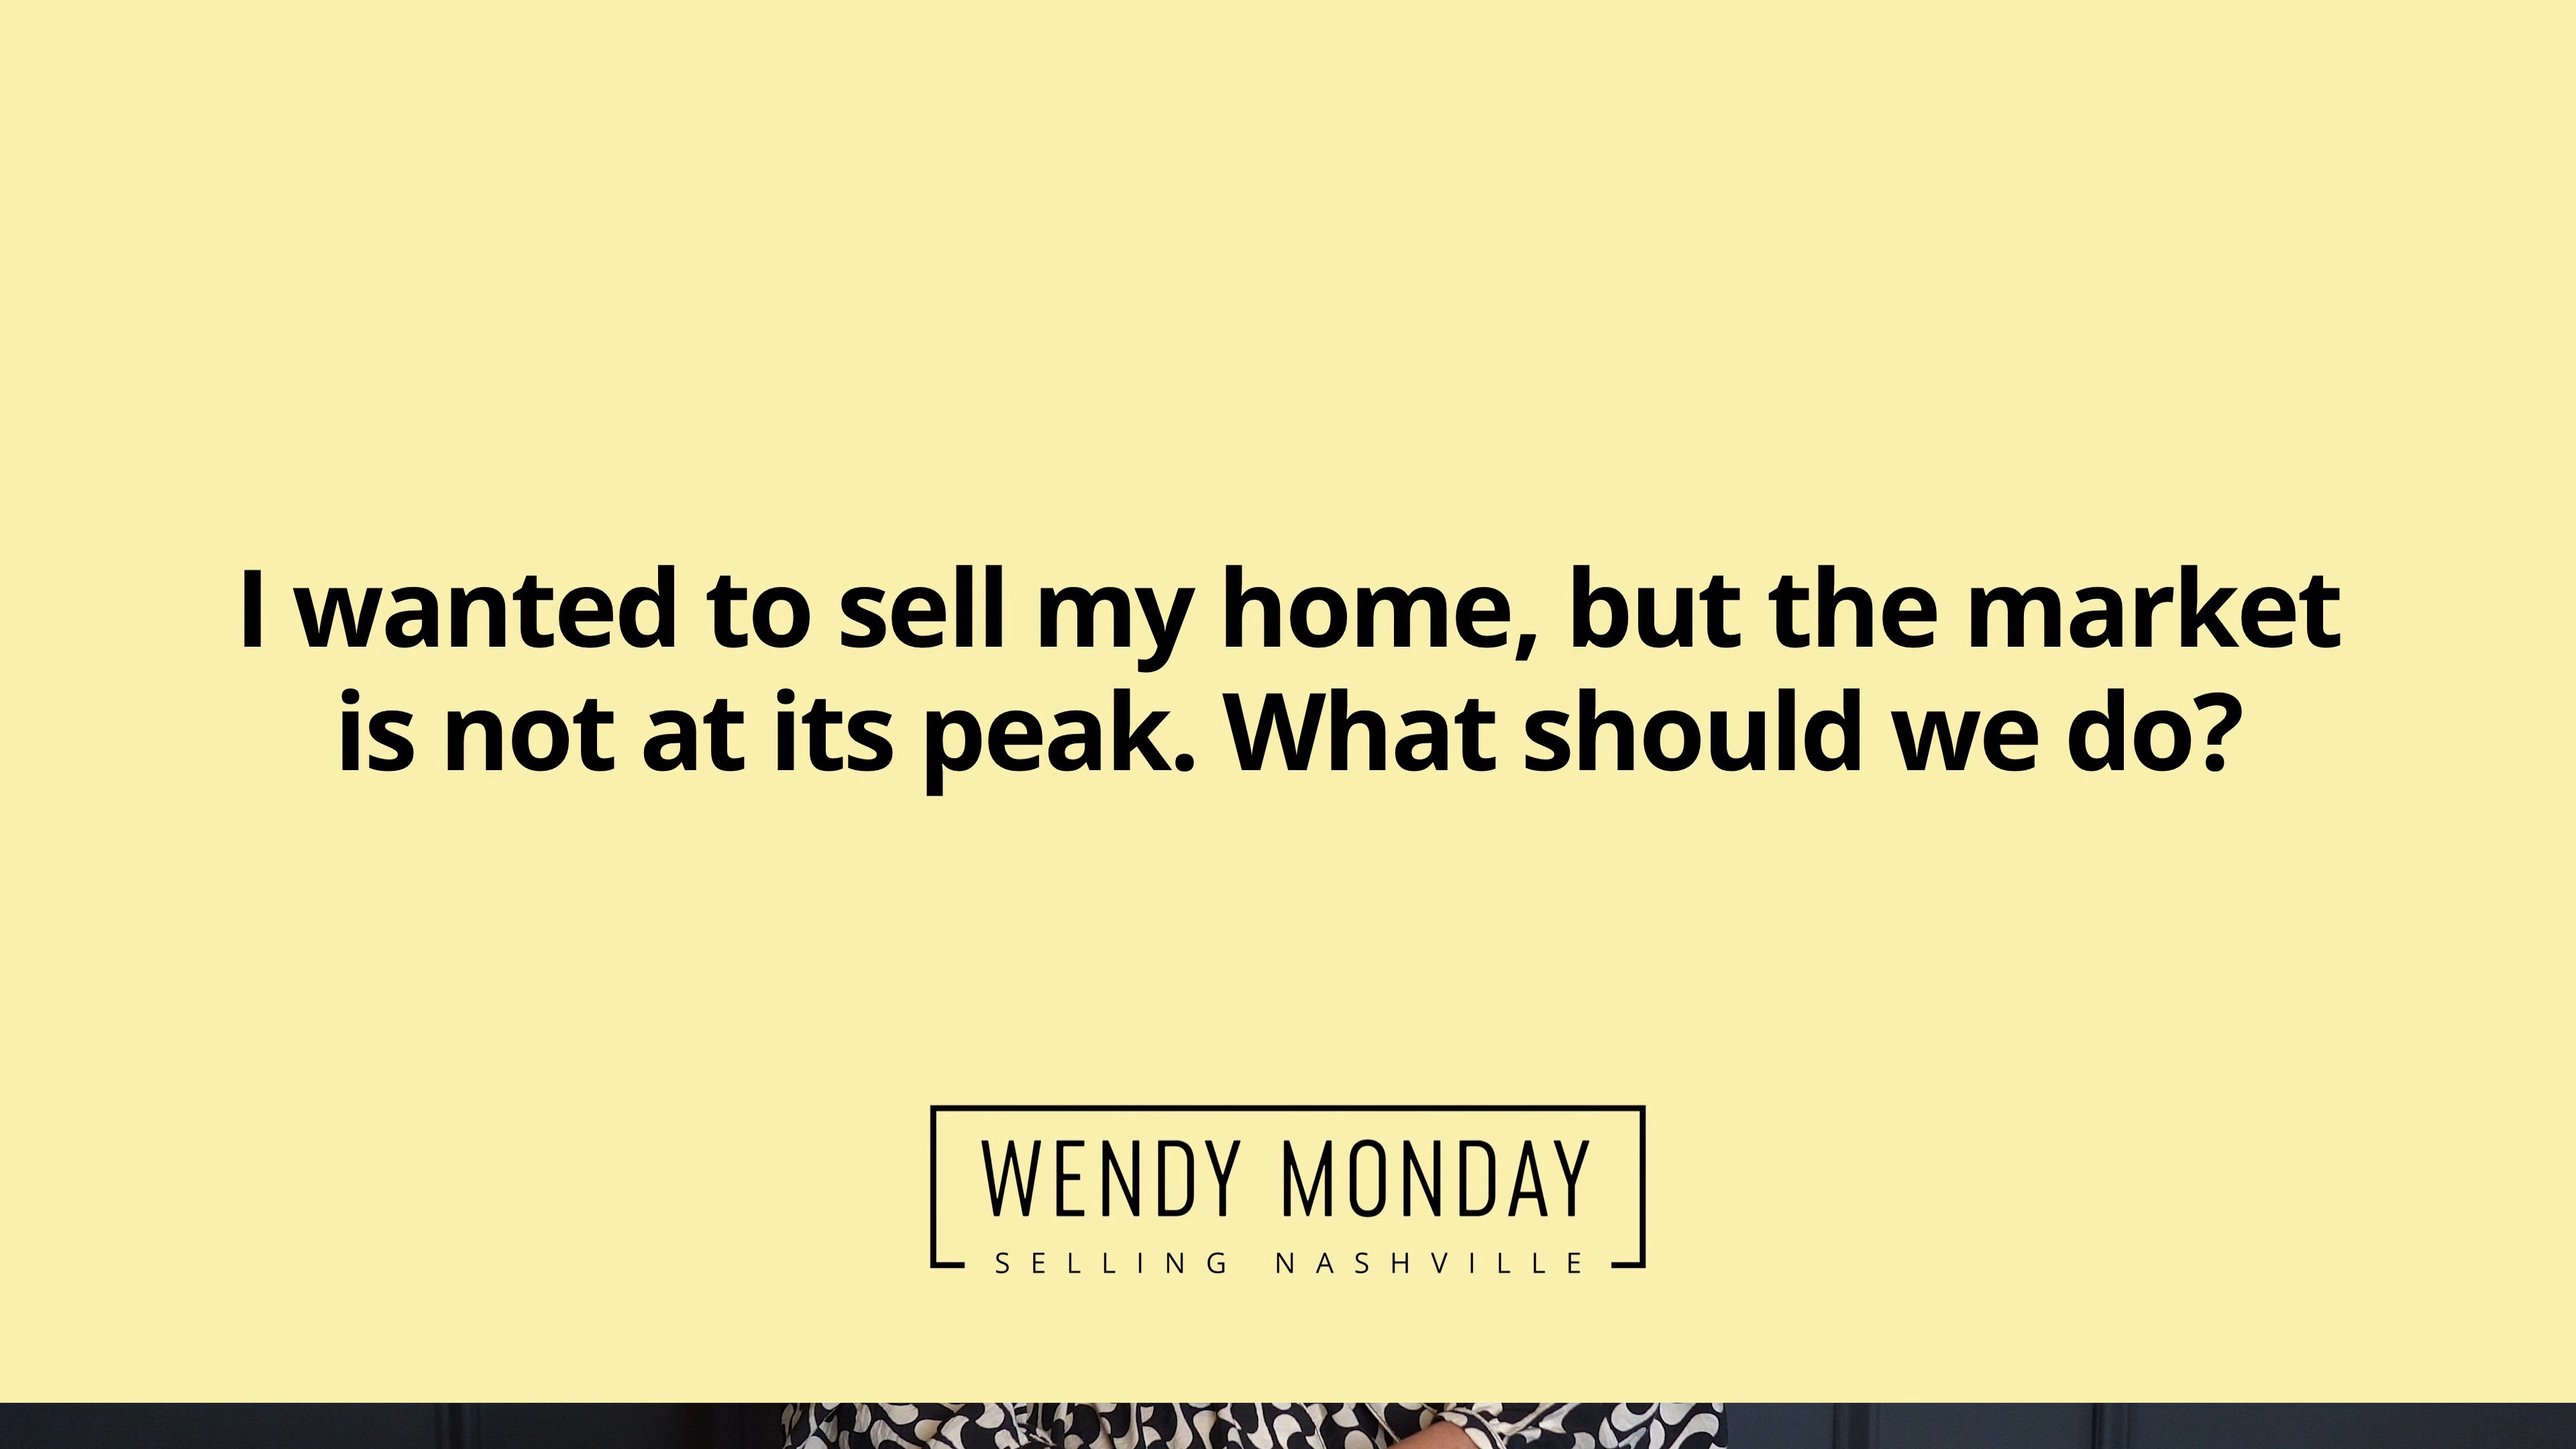 I wanted to sell my home, but the market
is not at its peak. What should we do?
WENDY MONDAY
SELLING NASHVILLE